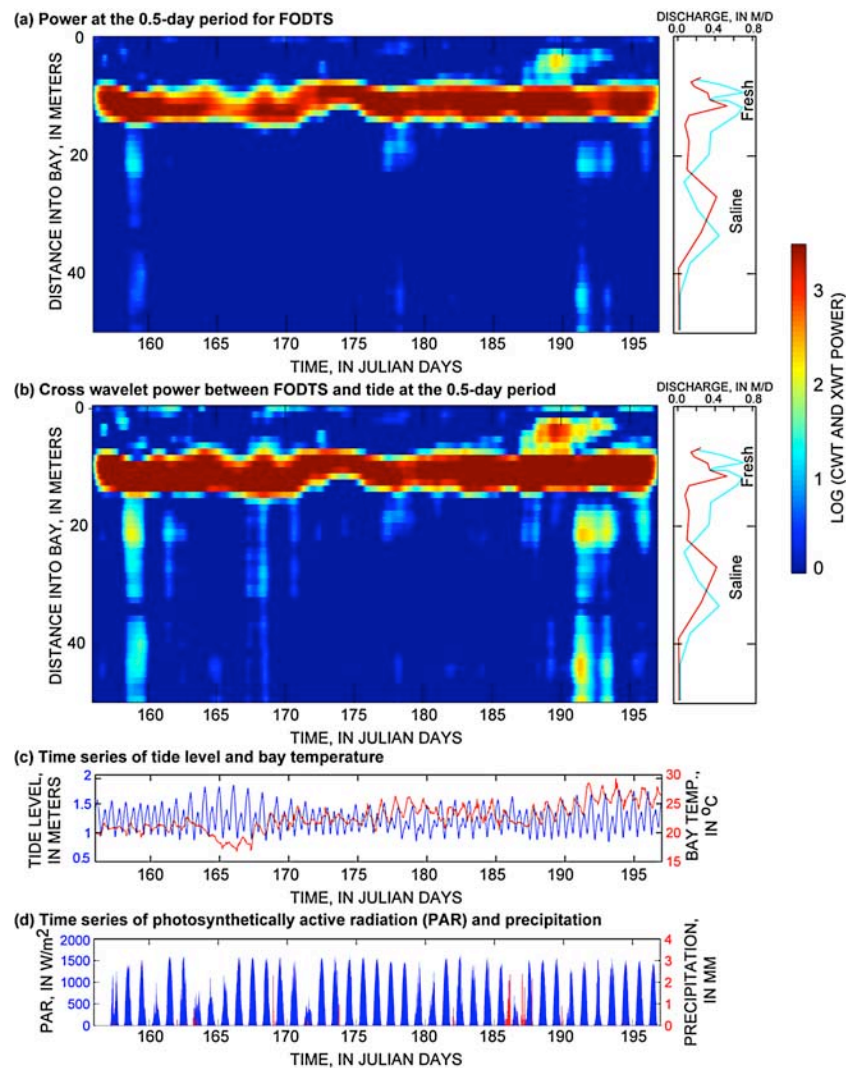 (a) Power at the 0.5-day period for FODTS
DISCHARGE, IN M/D
0.0 0.4 0.8
0
20
40
DISTANCE INTO BAY, IN METERS
Fresh
Saline
160 165 170 175 180 185 190 195
TIME, IN JULIAN DAYS
(b) Cross wavelet power between FODTS and tide at the 0.5-day period
DISCHARGE, IN M/D
0.0 0.4 0.8
0
20
40
DISTANCE INTO BAY, IN METERS
Fresh
Saline
160 165 170 175 180 185 190 195
TIME, IN JULIAN DAYS
3
2
1
0
LOG (CWT AND XWT POWER)
(c) Time series of tide level and bay temperature
TIDE LEVEL,
IN METERS
2
1.5
1
0.5
30
25
20
15
BAY TEMP.,
IN °C
160 165 170 175 180 185 190 195
TIME, IN JULIAN DAYS
(d) Time series of photosynthetically active radiation (PAR) and precipitation
PAR, IN W/m2
2000
1500
1000
500
0
4
3
2
1
0
PRECIPITATION,
IN MM
160 165 170 175 180 185 190 195
TIME, IN JULIAN DAYS